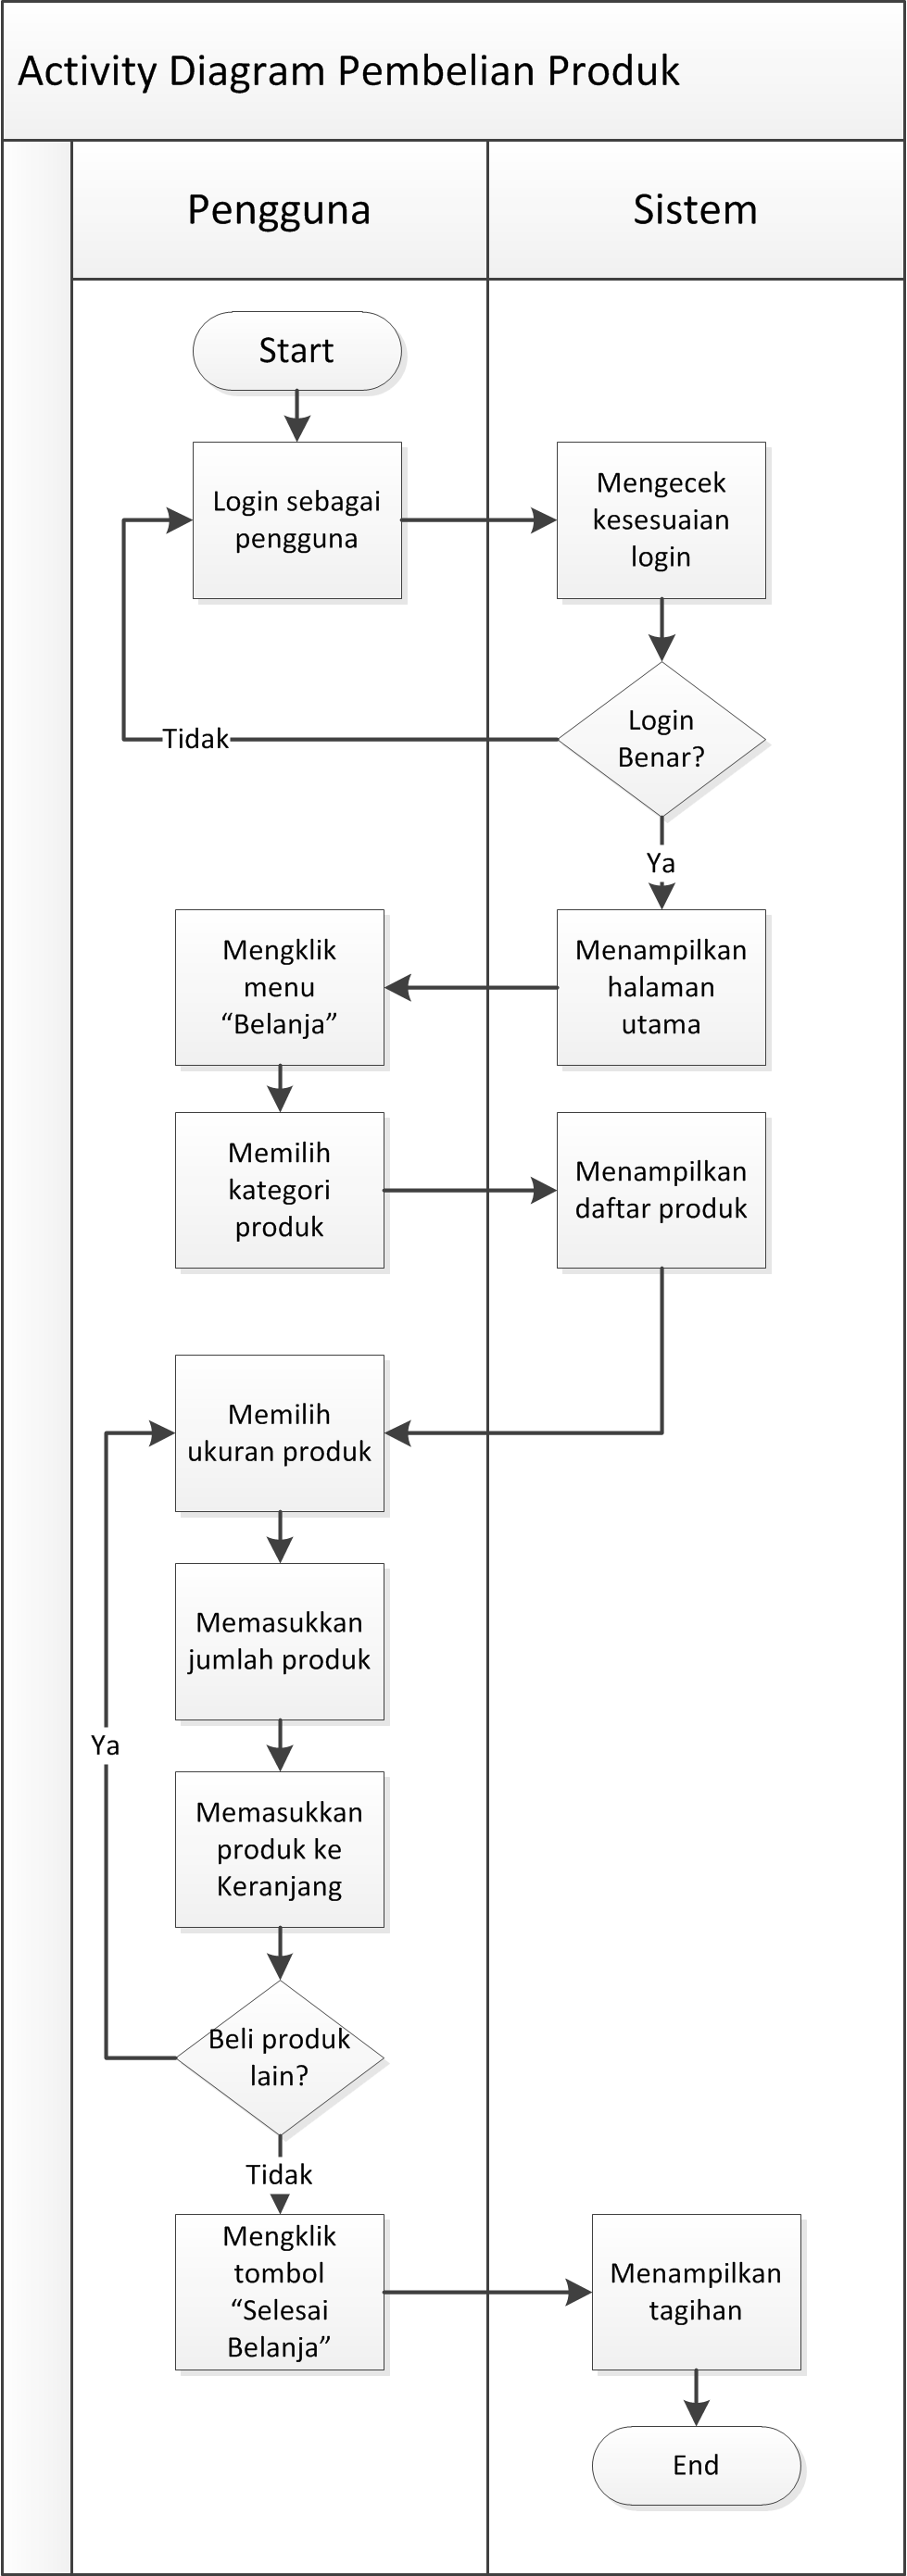 Activity Diagram Pembelian Produk
Pengguna
Sistem
Start
Login sebagai
pengguna
Mengecek
kesesuaian
login
Login
Benar?
Tidak
Ya
Menampilkan
halaman
utama
Mengklik
menu
“Belanja”
Memilih
kategori
produk
Menampilkan
daftar produk
Memilih
ukuran produk
Memasukkan
jumlah produk
Ya
Memasukkan
produk ke
Keranjang
Beli produk
lain?
Tidak
Mengklik
tombol
“Selesai
Belanja”
Menampilkan
tagihan
End